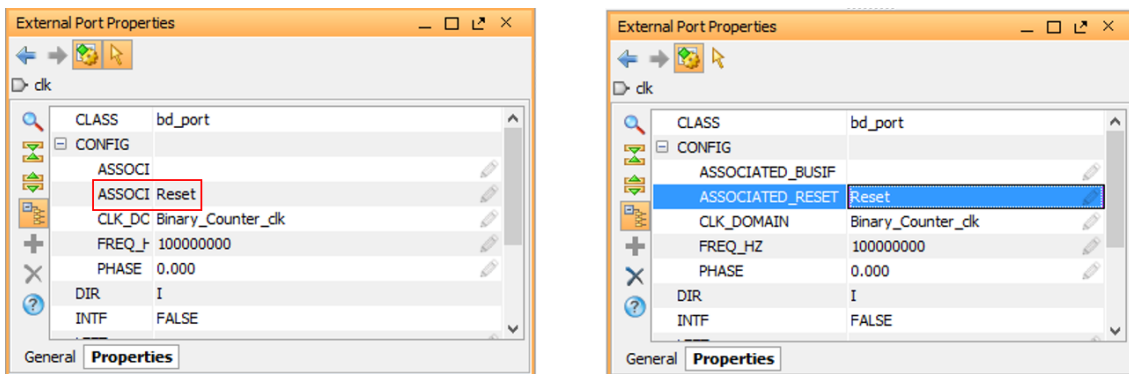 External Port Properties
clk
CLASS bd_port
CONFIG
ASSOCI
ASSOCI Reset
CLK_DC Binary_Counter_clk
FREQ_H 100000000
PHASE 0.000
DIR I
INTF FALSE
General Properties
External Port Properties
clk
CLASS bd_port
CONFIG
ASSOCIATED_BUSIF
ASSOCIATED_RESET Reset
CLK_DOMAIN Binary_Counter_clk
FREQ_HZ 100000000
PHASE 0.000
DIR I
INTF FALSE
General Properties